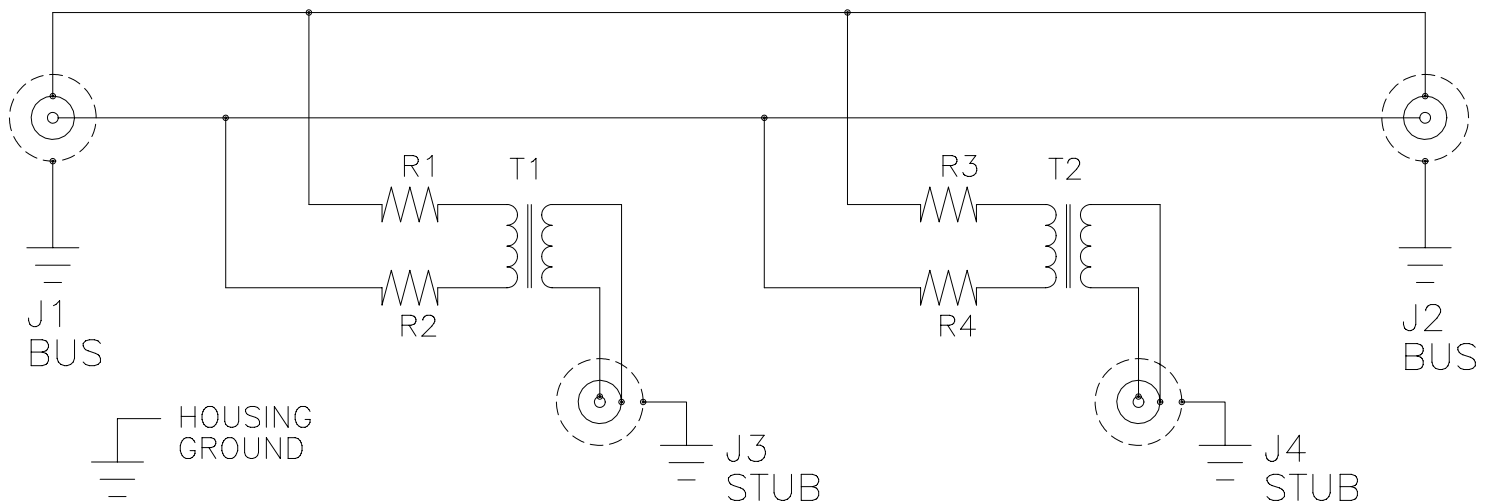 R1
T1
R3
T2
R2
R4
J1
BUS
J2
BUS
HOUSING
GROUND
J3
STUB
J4
STUB